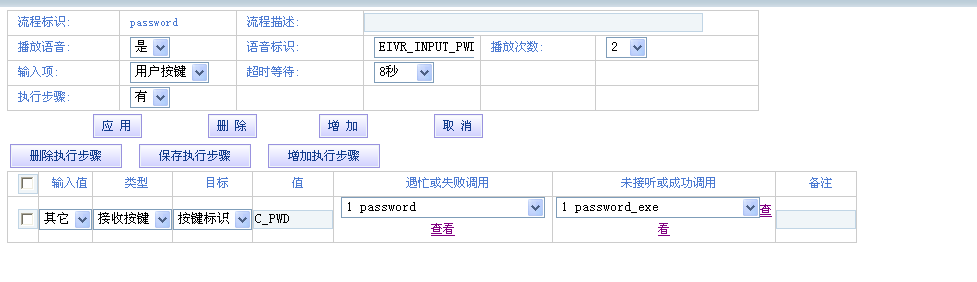 流程标识: password 流程描述:
播放语音: 是 语音标识: EIVR_INPUT_PWD 播放次数: 2
输入项: 用户按键 超时等待: 8秒
执行步骤: 有
应 用 删 除 增 加 取 消
删除执行步骤 保存执行步骤 增加执行步骤
输入值 类型 目标 值 遇忙或失败调用 未接听或成功调用 备注
其它 接收按键 按键标识 C_PWD 1 password 1 password_exe 查
查看 看